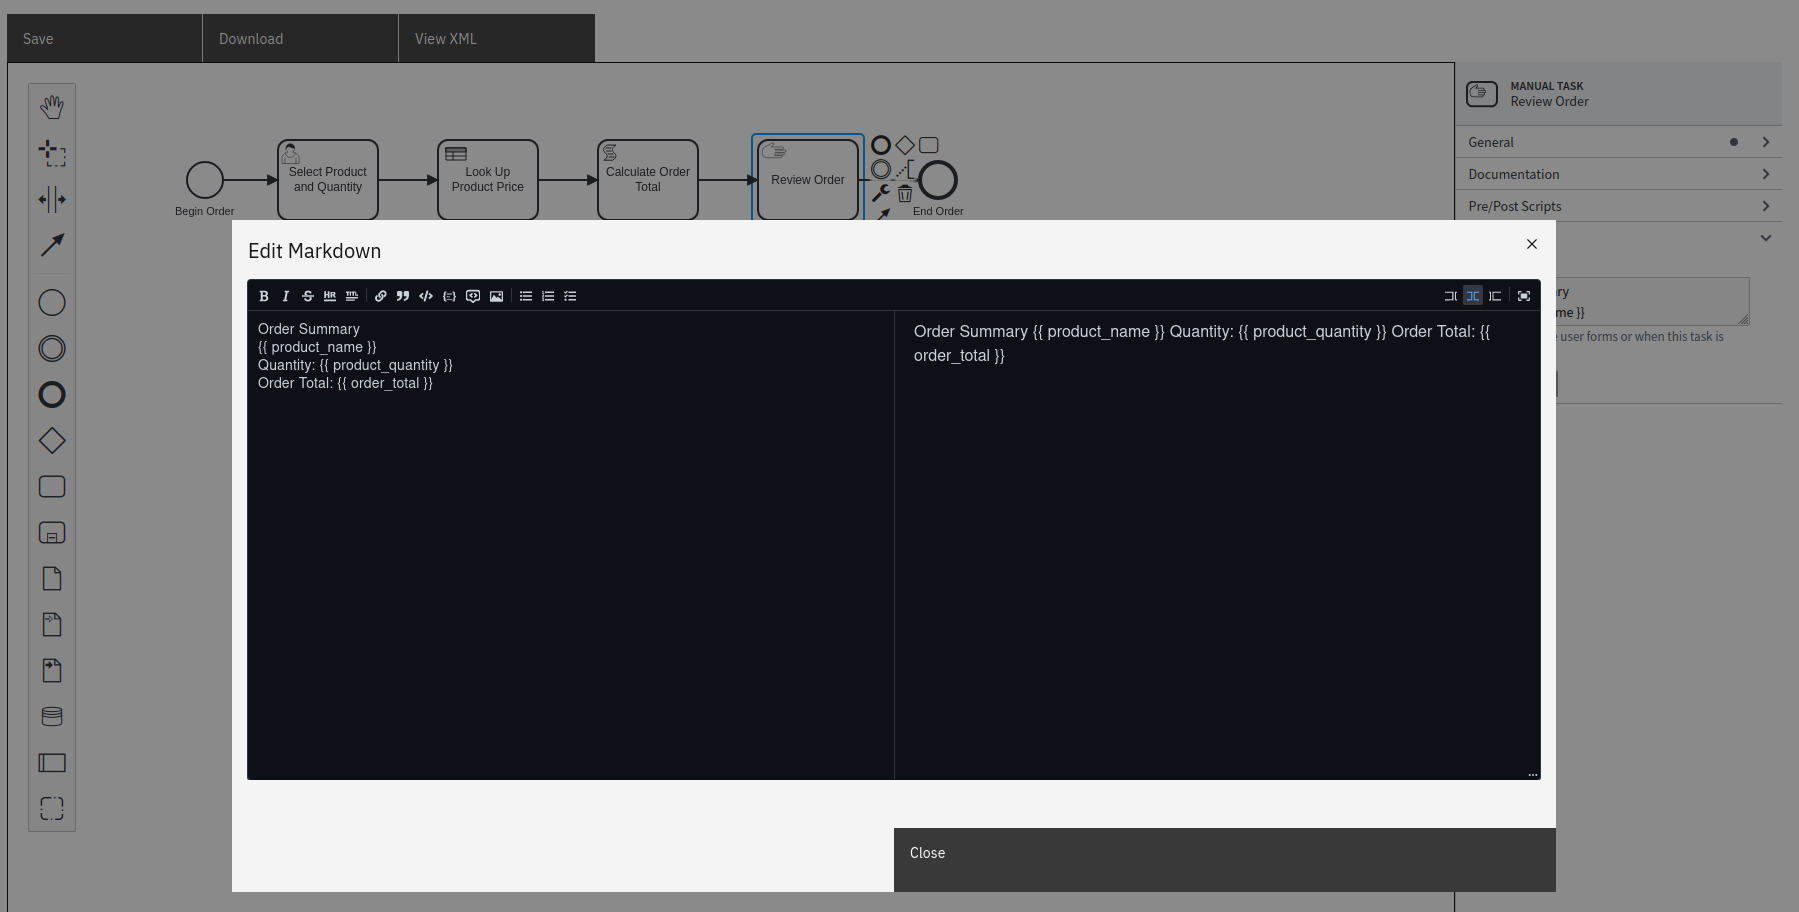 Save
Download
View XML
MANUAL TASK
Review Order
General
Documentation
Pre/Post Scripts
Select Product
and Quantity
Look Up
Product Price
Calculate Order
Total
Review Order
Begin Order
End Order
Edit Markdown
B I S HR
Order Summary
{{ product_name }}
Quantity: {{ product_quantity }}
Order Total: {{ order_total }}
Order Summary {{ product_name }} Quantity: {{ product_quantity }} Order Total: {{
order_total }}
ry
me }}
user forms or when this task is
Close